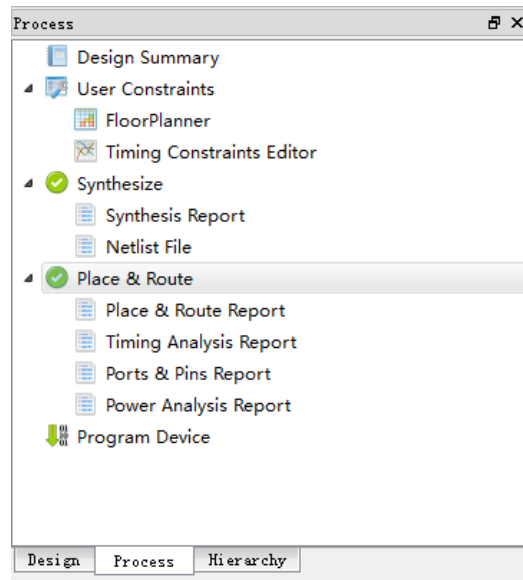 Process
Design Summary
User Constraints
FloorPlanner
Timing Constraints Editor
Synthesize
Synthesis Report
Netlist File
Place & Route
Place & Route Report
Timing Analysis Report
Ports & Pins Report
Power Analysis Report
Program Device
Design Process Hierarchy